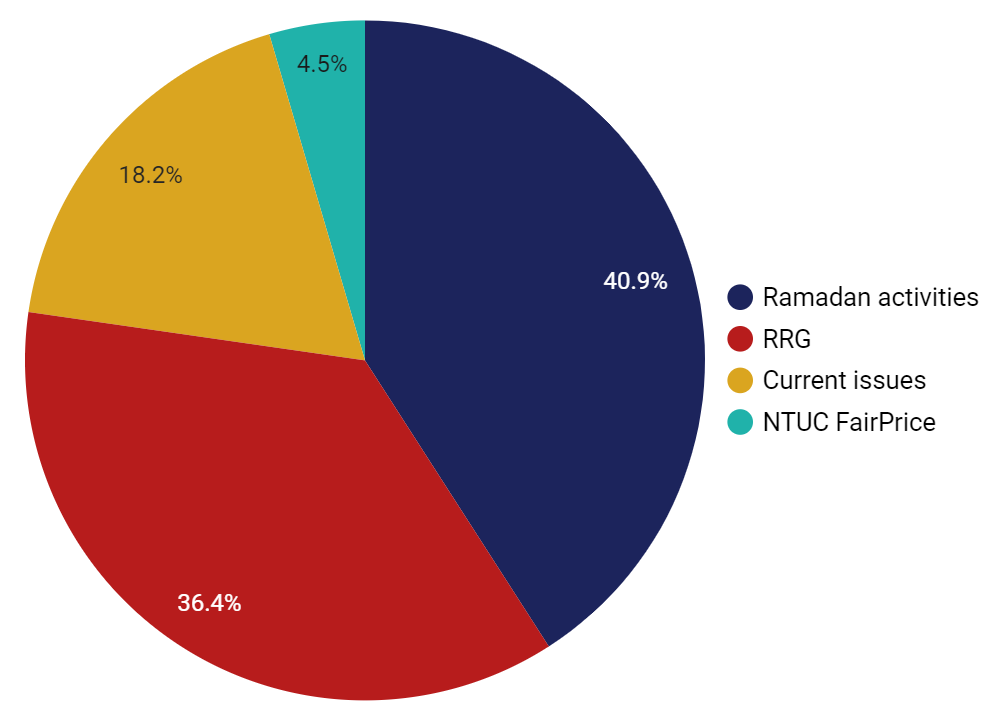 4.5%
18.2%
40.9%
36.4%
Ramadan activities
RRG
Current issues
NTUC FairPrice